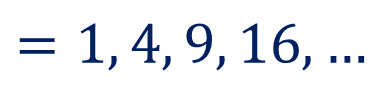 = 1, 4, 9, 16, ...